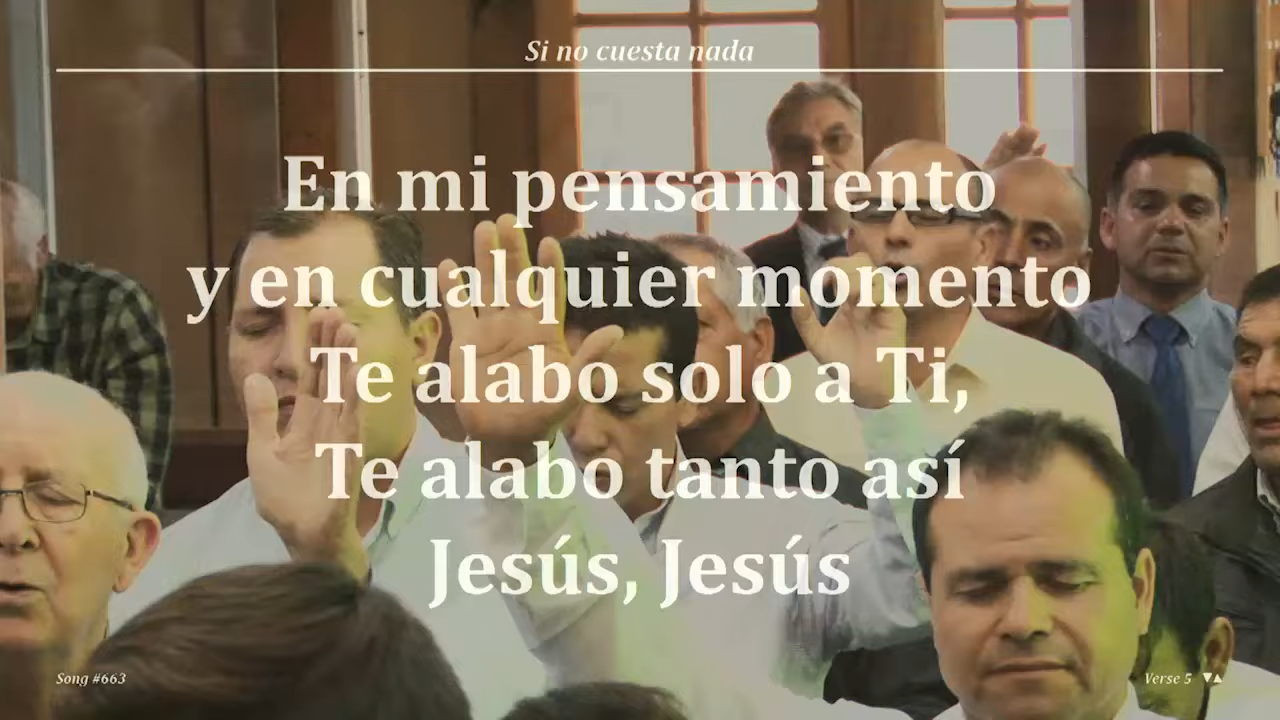 Si no cuesta nada
En mi pensamiento
y en cualquier momento
Te alabo solo a Ti,
Te alabo tanto así
Jesús, Jesús
Song #663
Verse 5 ▼▲